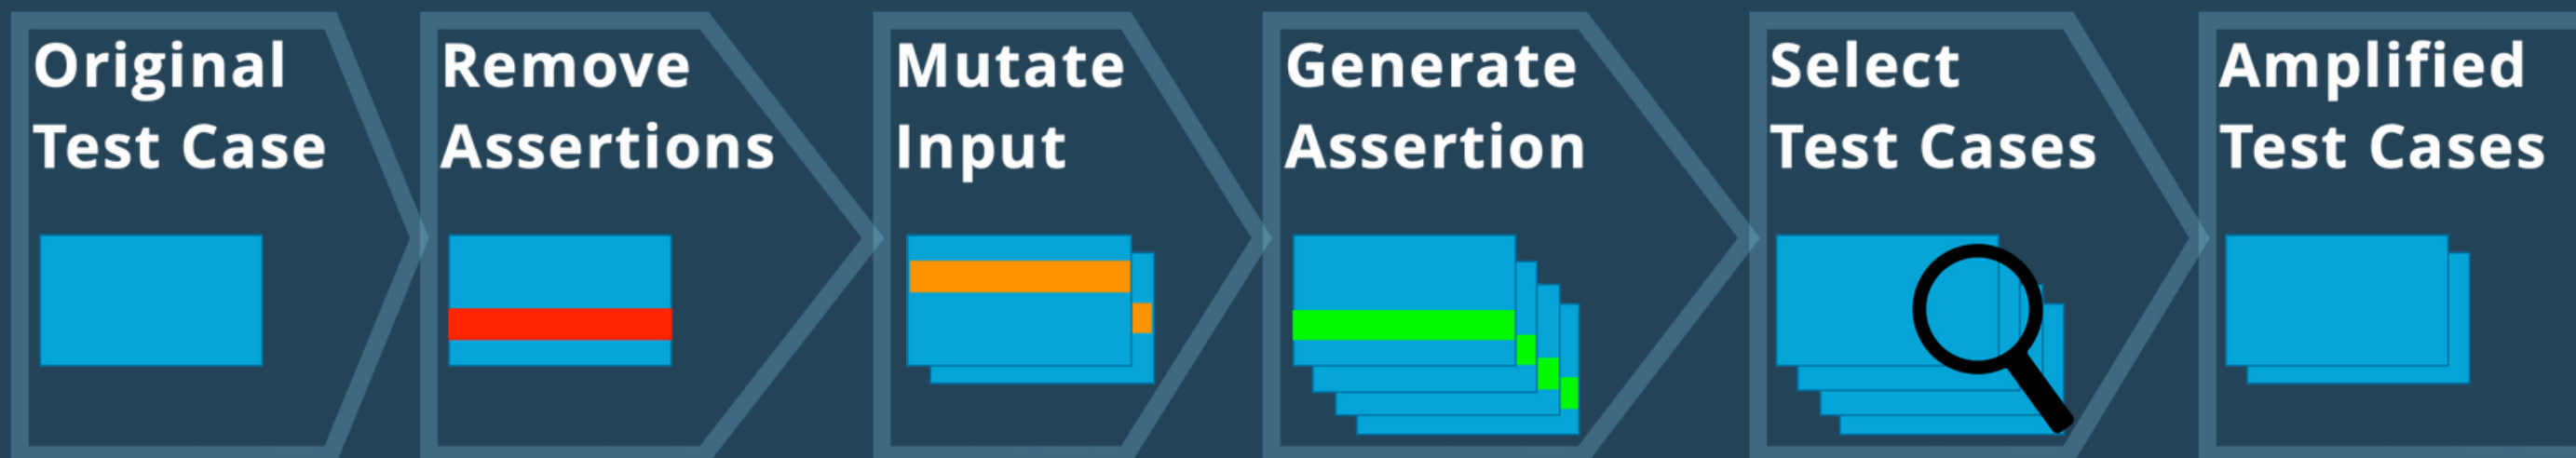 Original
Test Case
Remove
Assertions
Mutate
Input
Generate
Assertion
Select
Test Cases
Amplified
Test Cases